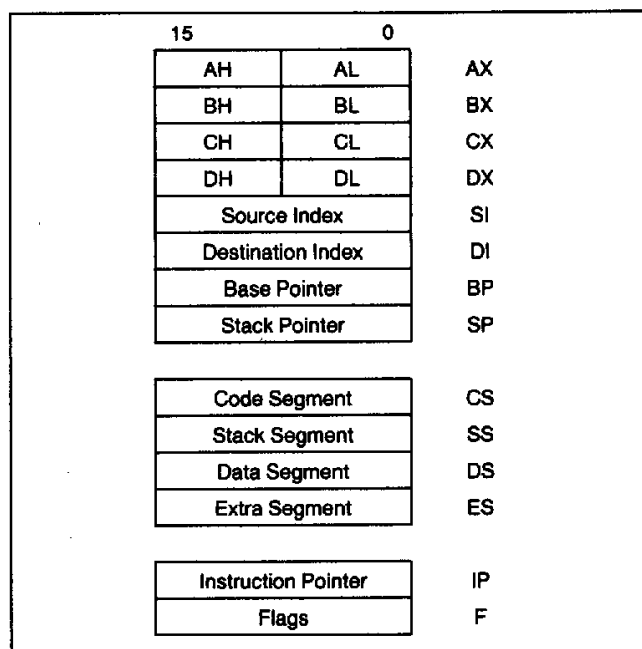 15 0
AH AL AX
BH BL BX
CH CL CX
DH DL DX
Source Index SI
Destination Index DI
Base Pointer BP
Stack Pointer SP
Code Segment CS
Stack Segment SS
Data Segment DS
Extra Segment ES
Instruction Pointer IP
Flags F